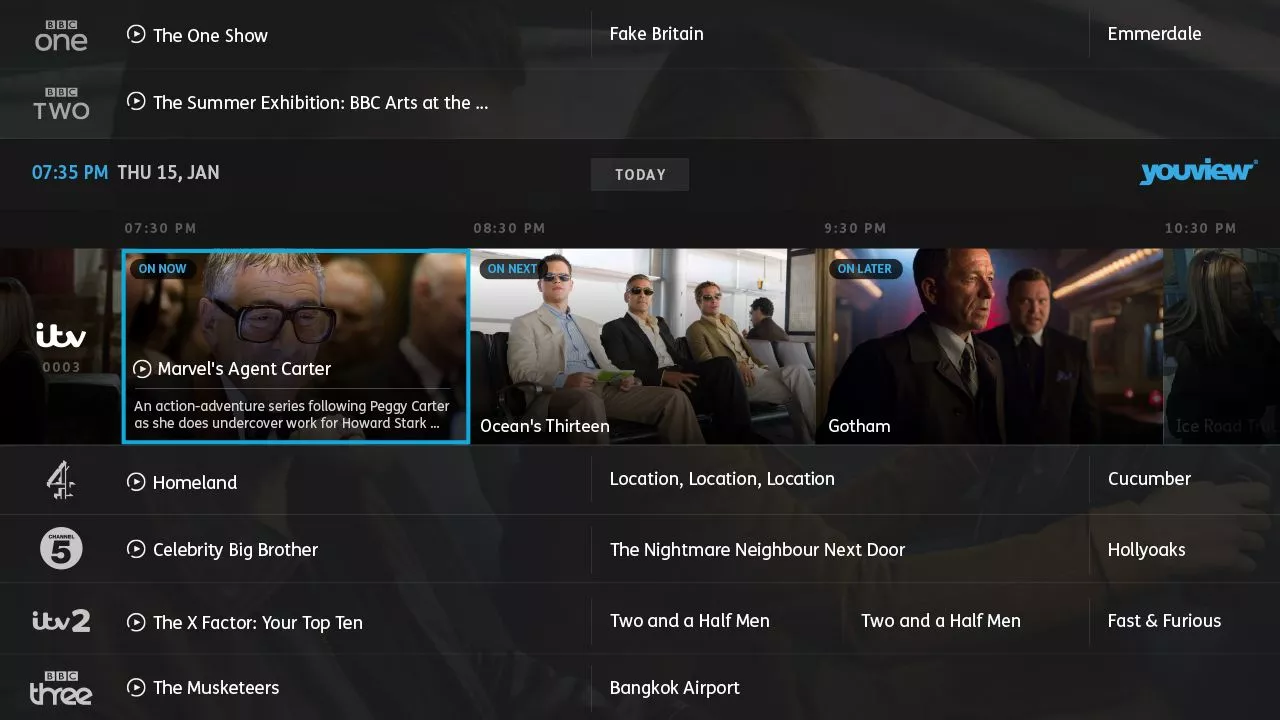 BBC one
The One Show
Fake Britain
Emmerdale
BBC TWO
The Summer Exhibition: BBC Arts at the ...
07:35 PM THU 15, JAN
TODAY
youview
07:30 PM
08:30 PM
9:30 PM
10:30 PM
itv
0003
ON NOW
Marvel's Agent Carter
An action-adventure series following Peggy Carter
as she does undercover work for Howard Stark ...
ON NEXT
Ocean's Thirteen
ON LATER
Gotham
Ice Road
4
Homeland
Location, Location, Location
Cucumber
CHANNEL 5
Celebrity Big Brother
The Nightmare Neighbour Next Door
Hollyoaks
itv2
The X Factor: Your Top Ten
Two and a Half Men
Two and a Half Men
Fast & Furious
BBC three
The Musketeers
Bangkok Airport